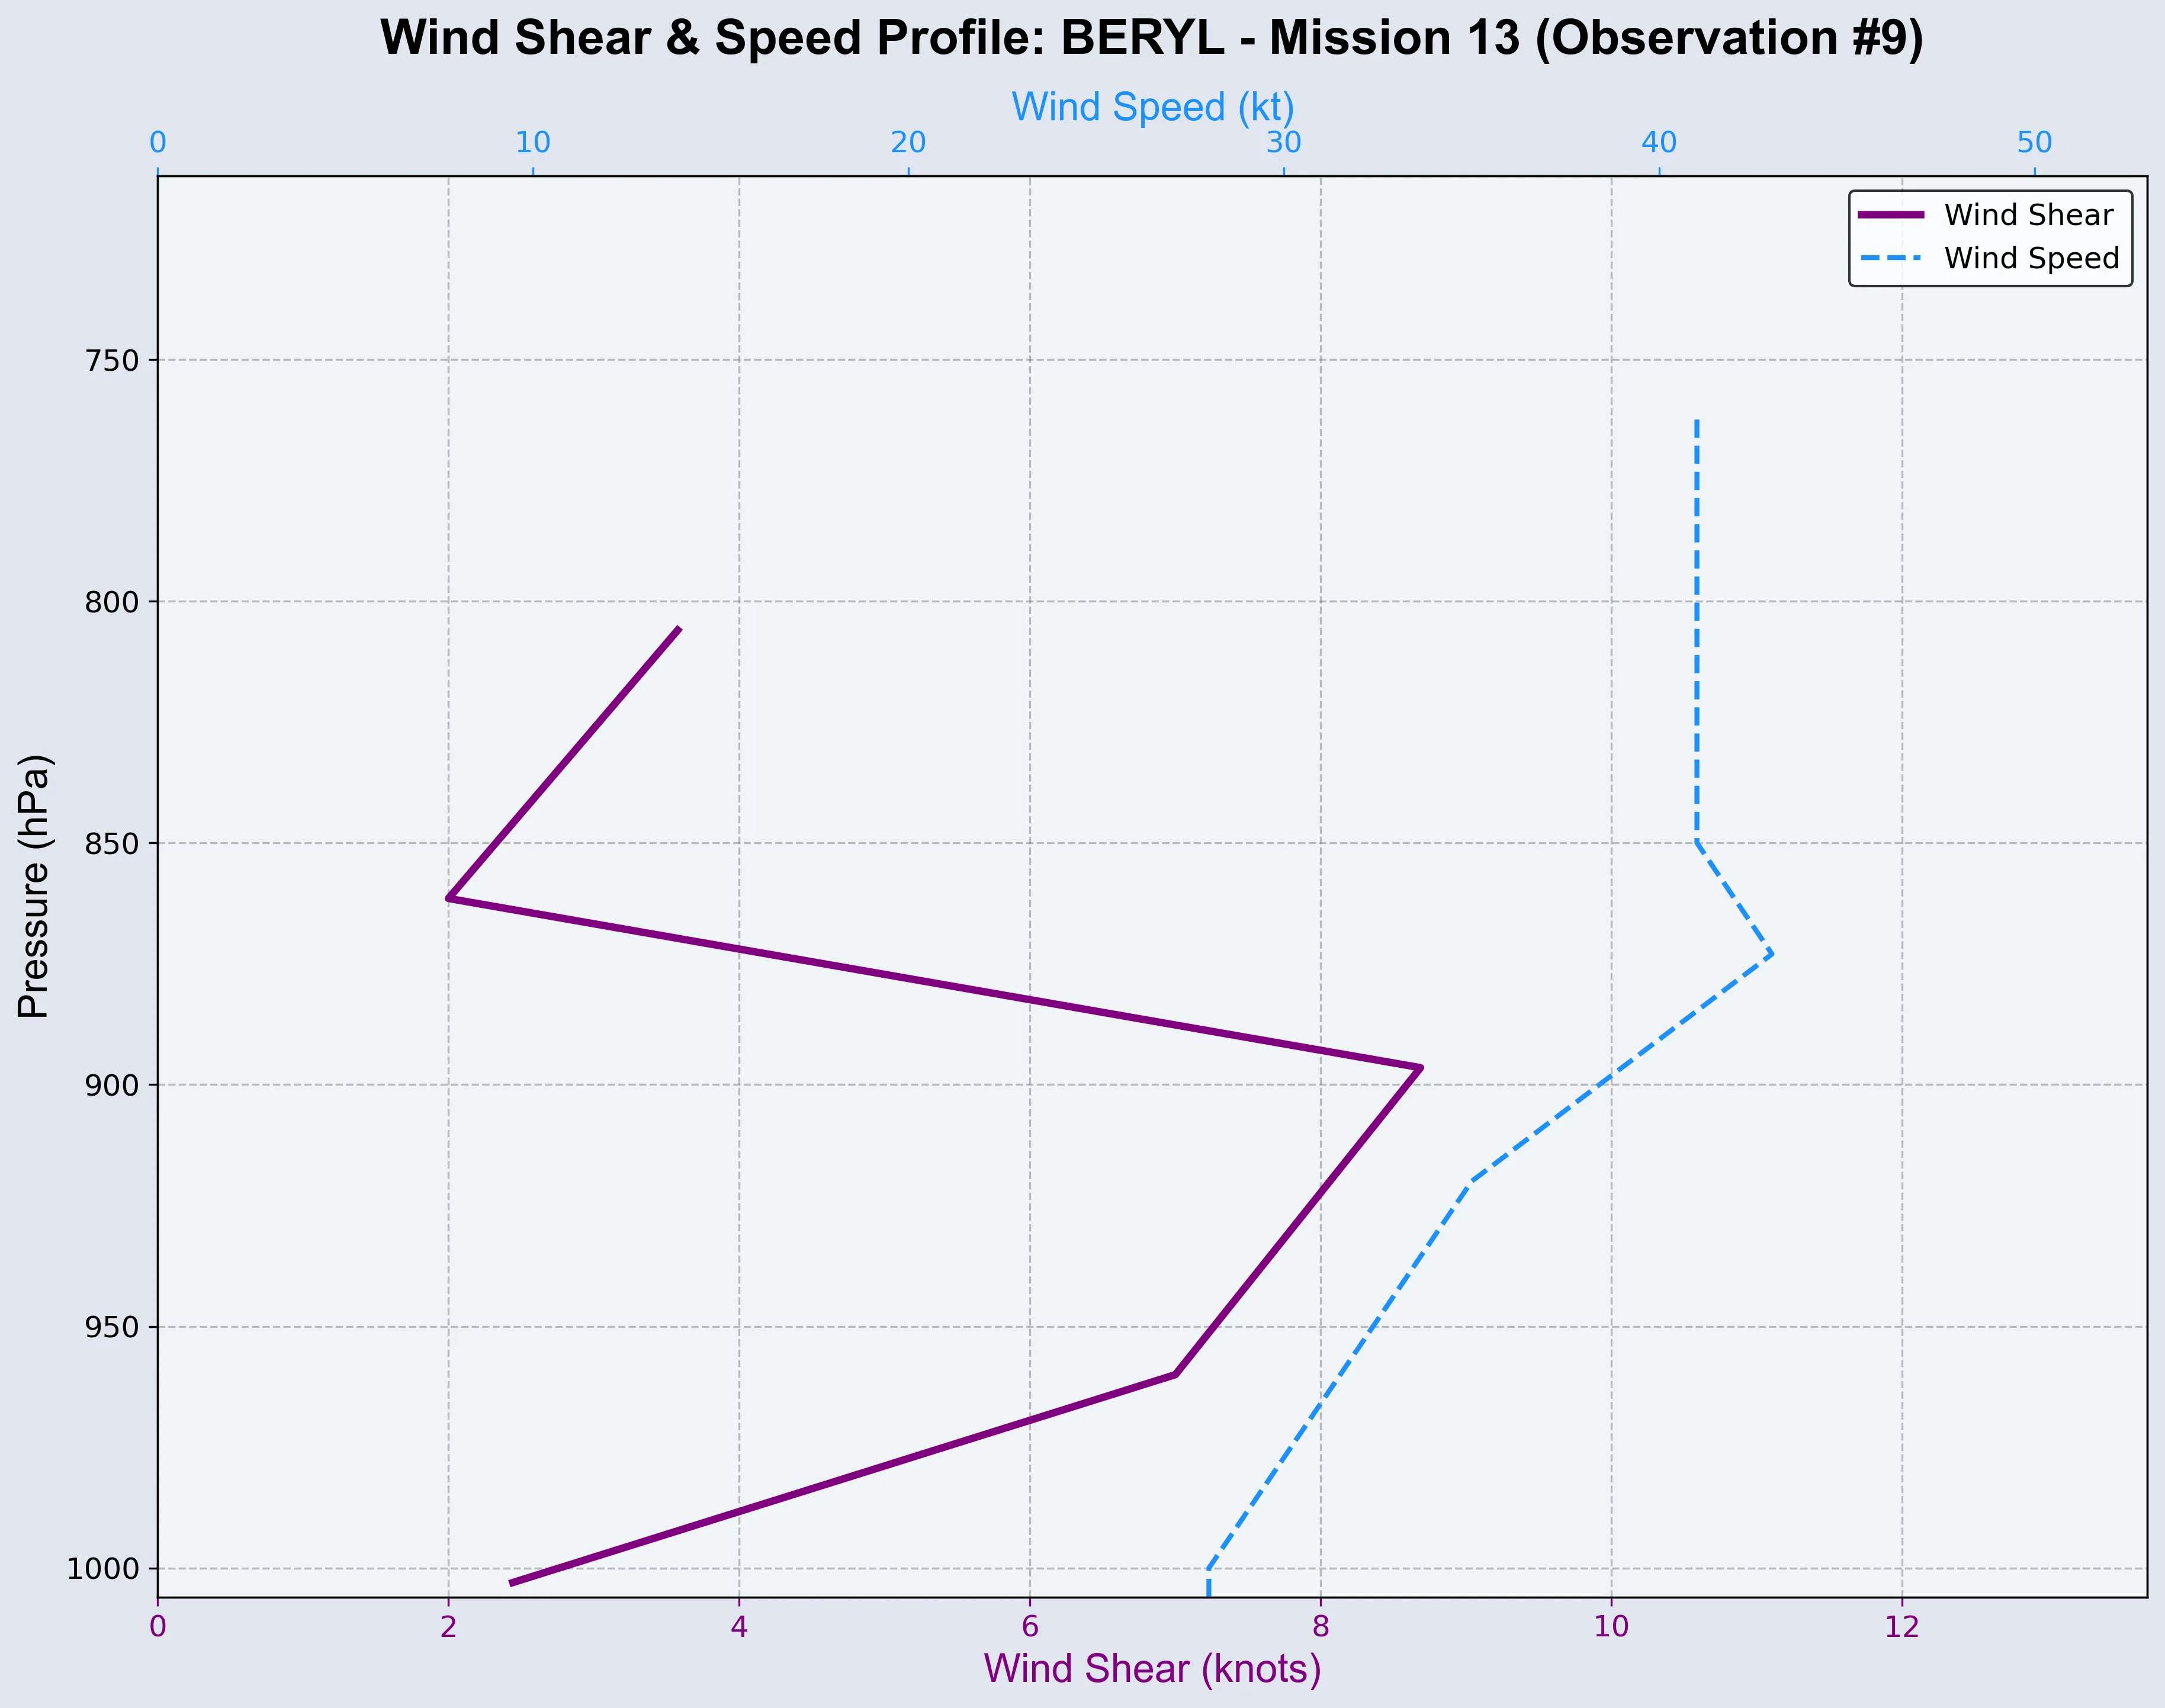 Wind Shear & Speed Profile: BERYL - Mission 13 (Observation #9)
Wind Speed (kt)
0 10 20 30 40 50
Wind Shear
Wind Speed
750
800
850
900
950
1000
Pressure (hPa)
0 2 4 6 8 10 12
Wind Shear (knots)